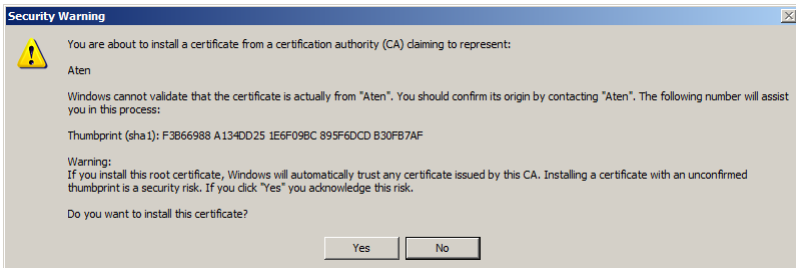 Security Warning
You are about to install a certificate from a certification authority (CA) claiming to represent:
Aten
Windows cannot validate that the certificate is actually from "Aten". You should confirm its origin by contacting "Aten". The following number will assist
you in this process:
Thumbprint (sha1): F3B66988 A134DD25 1E6F09BC 895F6DCD B30FB7AF
Warning:
If you install this root certificate, Windows will automatically trust any certificate issued by this CA. Installing a certificate with an unconfirmed
thumbprint is a security risk. If you click "Yes" you acknowledge this risk.
Do you want to install this certificate?
Yes No